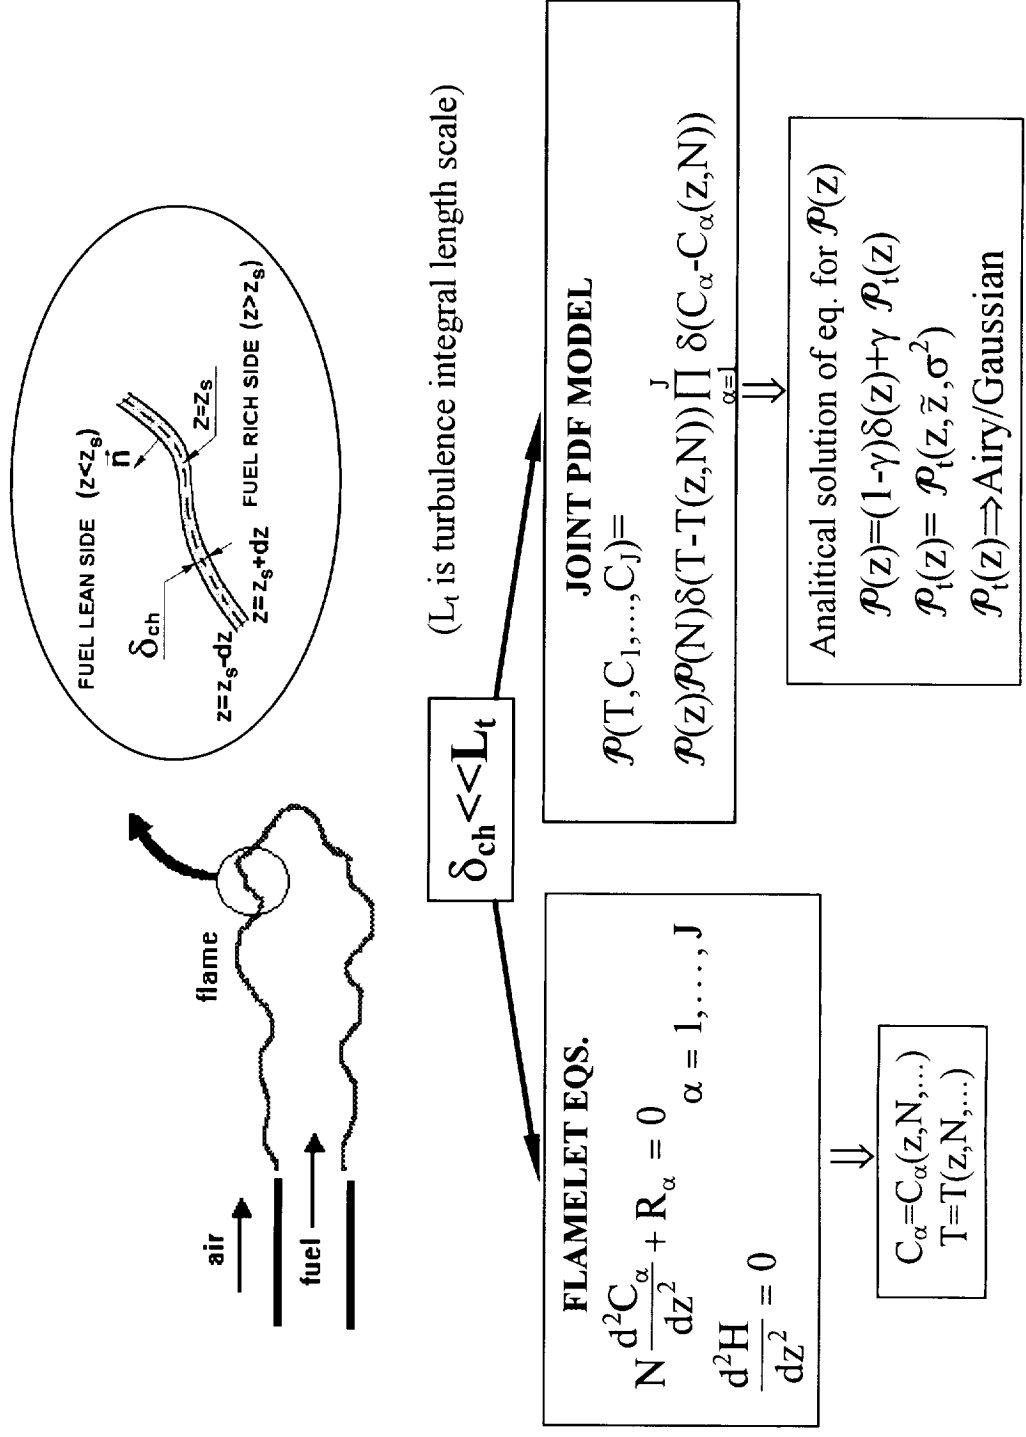 air
fuel
flame
FUEL LEAN SIDE (z<z_s)
n⃗
δ_ch
z=z_s-dz
z=z_s+dz
z=z_s
FUEL RICH SIDE (z>z_s)
δ_ch<<L_t
(L_t is turbulence integral length scale)
FLAMELET EQS.
N d²C_α/dz² + R_α = 0
α = 1,...., J
d²H/dz² = 0
⇒
C_α=C_α(z,N,...)
T=T(z,N,...)
JOINT PDF MODEL
𝒫(T,C_1,...,C_J)=
𝒫(z)𝒫(N)δ(T-T(z,N))∏_{α=1}^{J} δ(C_α-C_α(z,N))
⇒
Analitical solution of eq. for 𝒫(z)
𝒫(z)=(1-γ)δ(z)+γ 𝒫_t(z)
𝒫_t(z)= 𝒫_t(z,z̃,σ²)
𝒫_t(z)⇒Airy/Gaussian